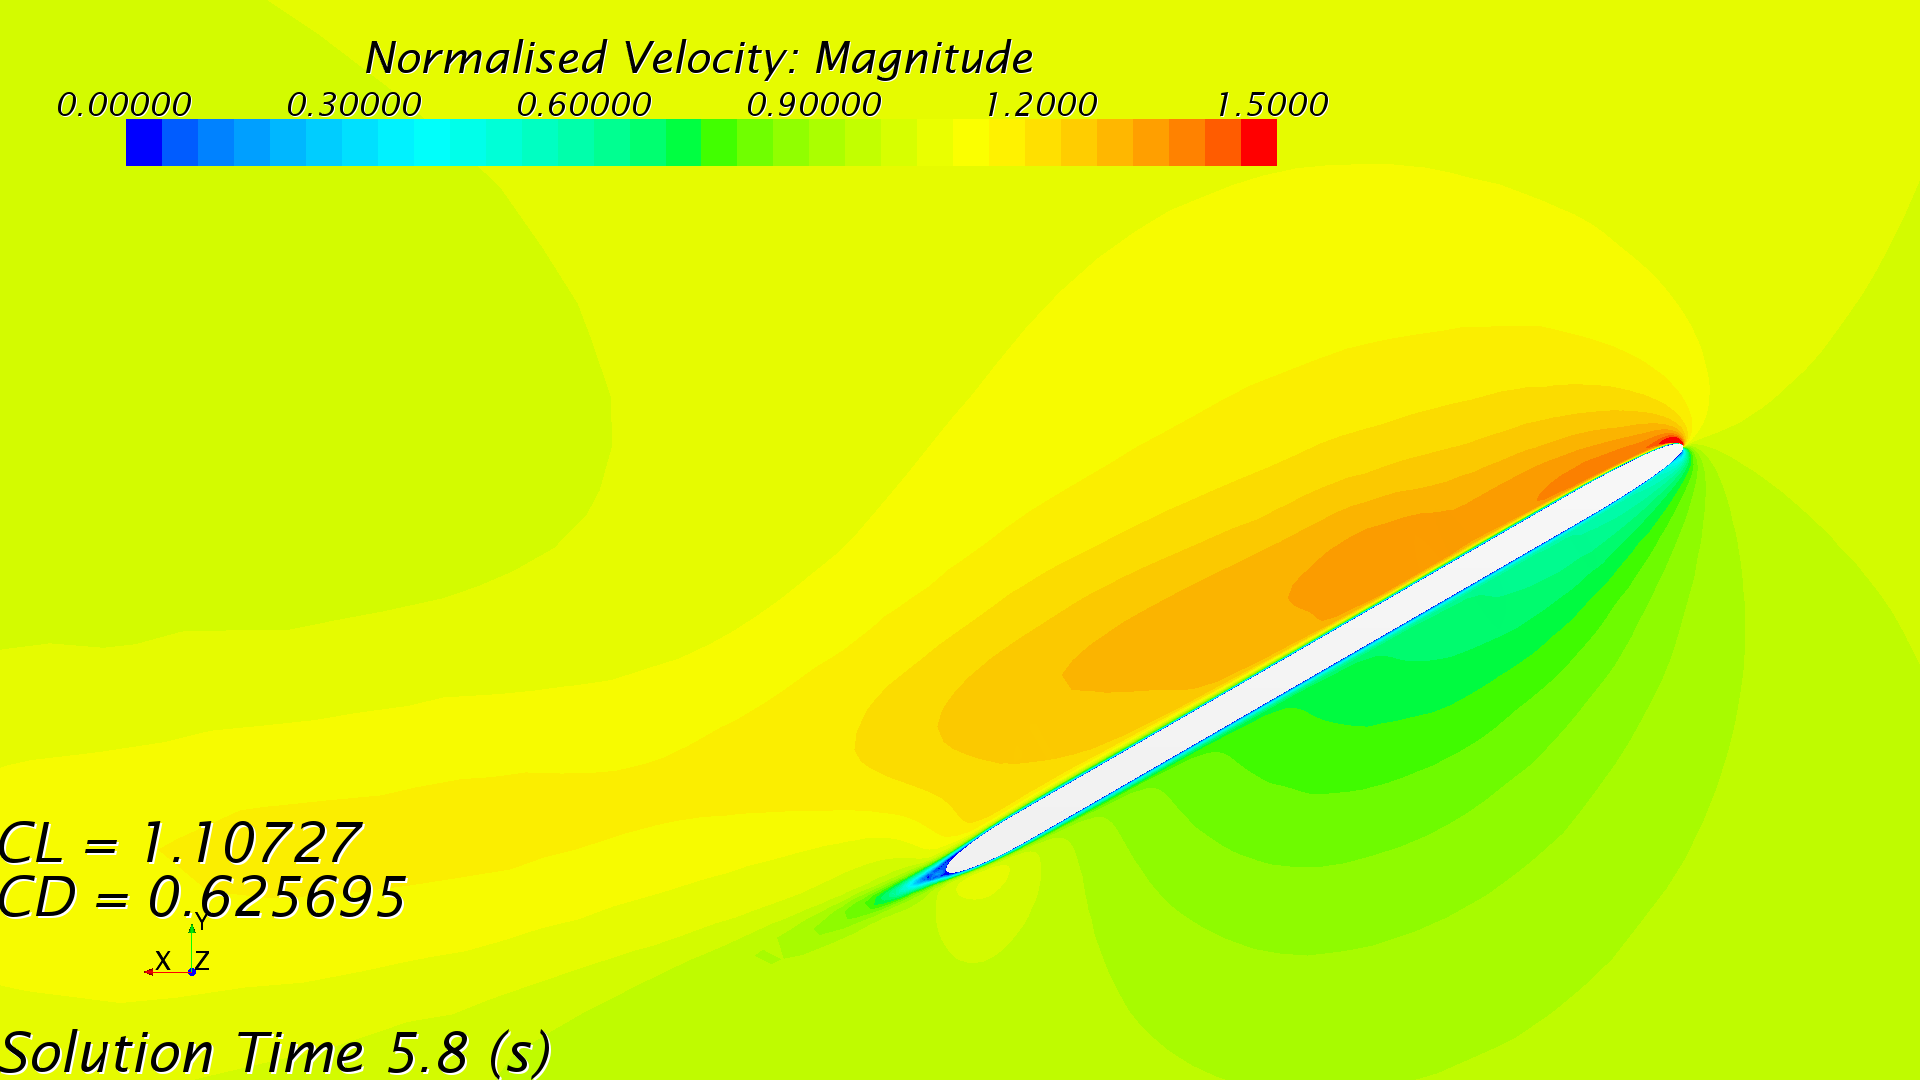 Normalised Velocity: Magnitude
0.00000 0.30000 0.60000 0.90000 1.2000 1.5000
CL = 1.10727
CD = 0.625695
Y
X Z
Solution Time 5.8 (s)